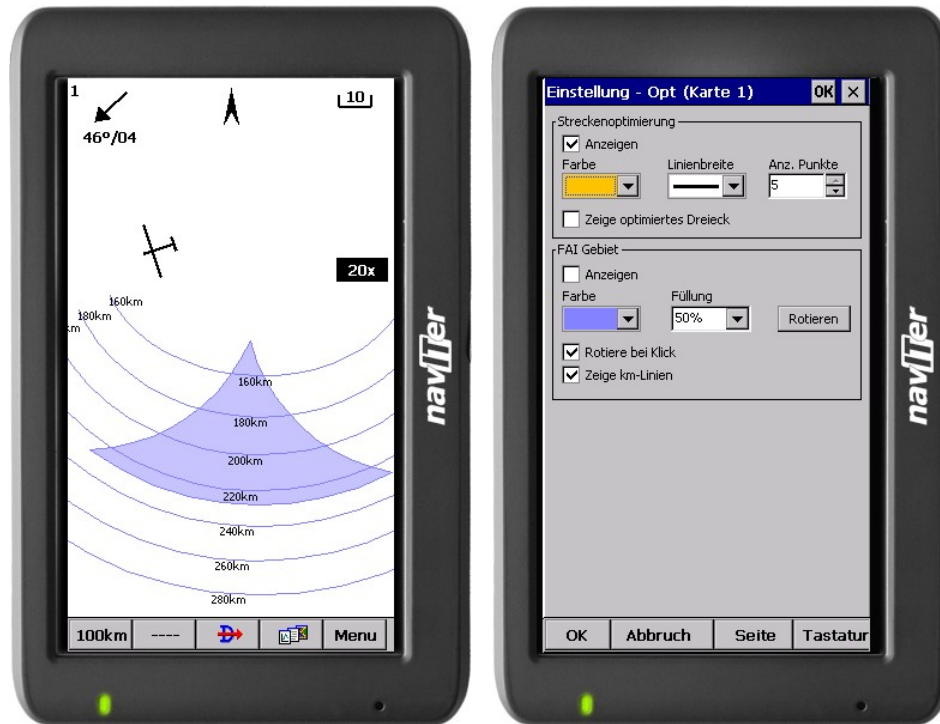 1
10
46°/04
20x
160km
180km
km
160km
180km
200km
220km
240km
260km
280km
100km ---- Menu
naviter
Einstellung - Opt (Karte 1) OK
Streckenoptimierung
Anzeigen
Farbe Linienbreite Anz. Punkte
5
Zeige optimiertes Dreieck
FAI Gebiet
Anzeigen
Farbe Füllung
50% Rotieren
Rotiere bei Klick
Zeige km-Linien
OK Abbruch Seite Tastatur
naviter